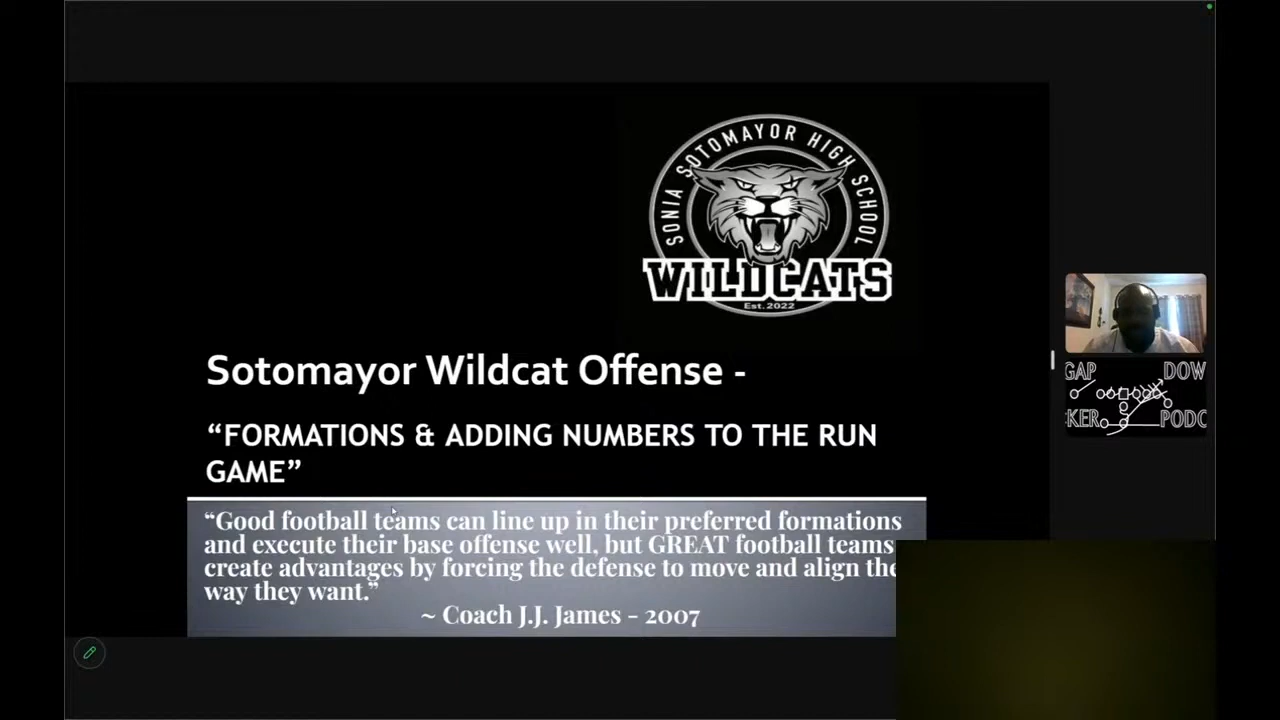 SONIA SOTOMAYOR HIGH SCHOOL
WILDCATS
Est. 2022
Sotomayor Wildcat Offense -
“FORMATIONS & ADDING NUMBERS TO THE RUN
GAME”
“Good football teams can line up in their preferred formations
and execute their base offense well, but GREAT football teams
create advantages by forcing the defense to move and align the
way they want.”
~ Coach J.J. James - 2007
GAP DOW
KER PODC